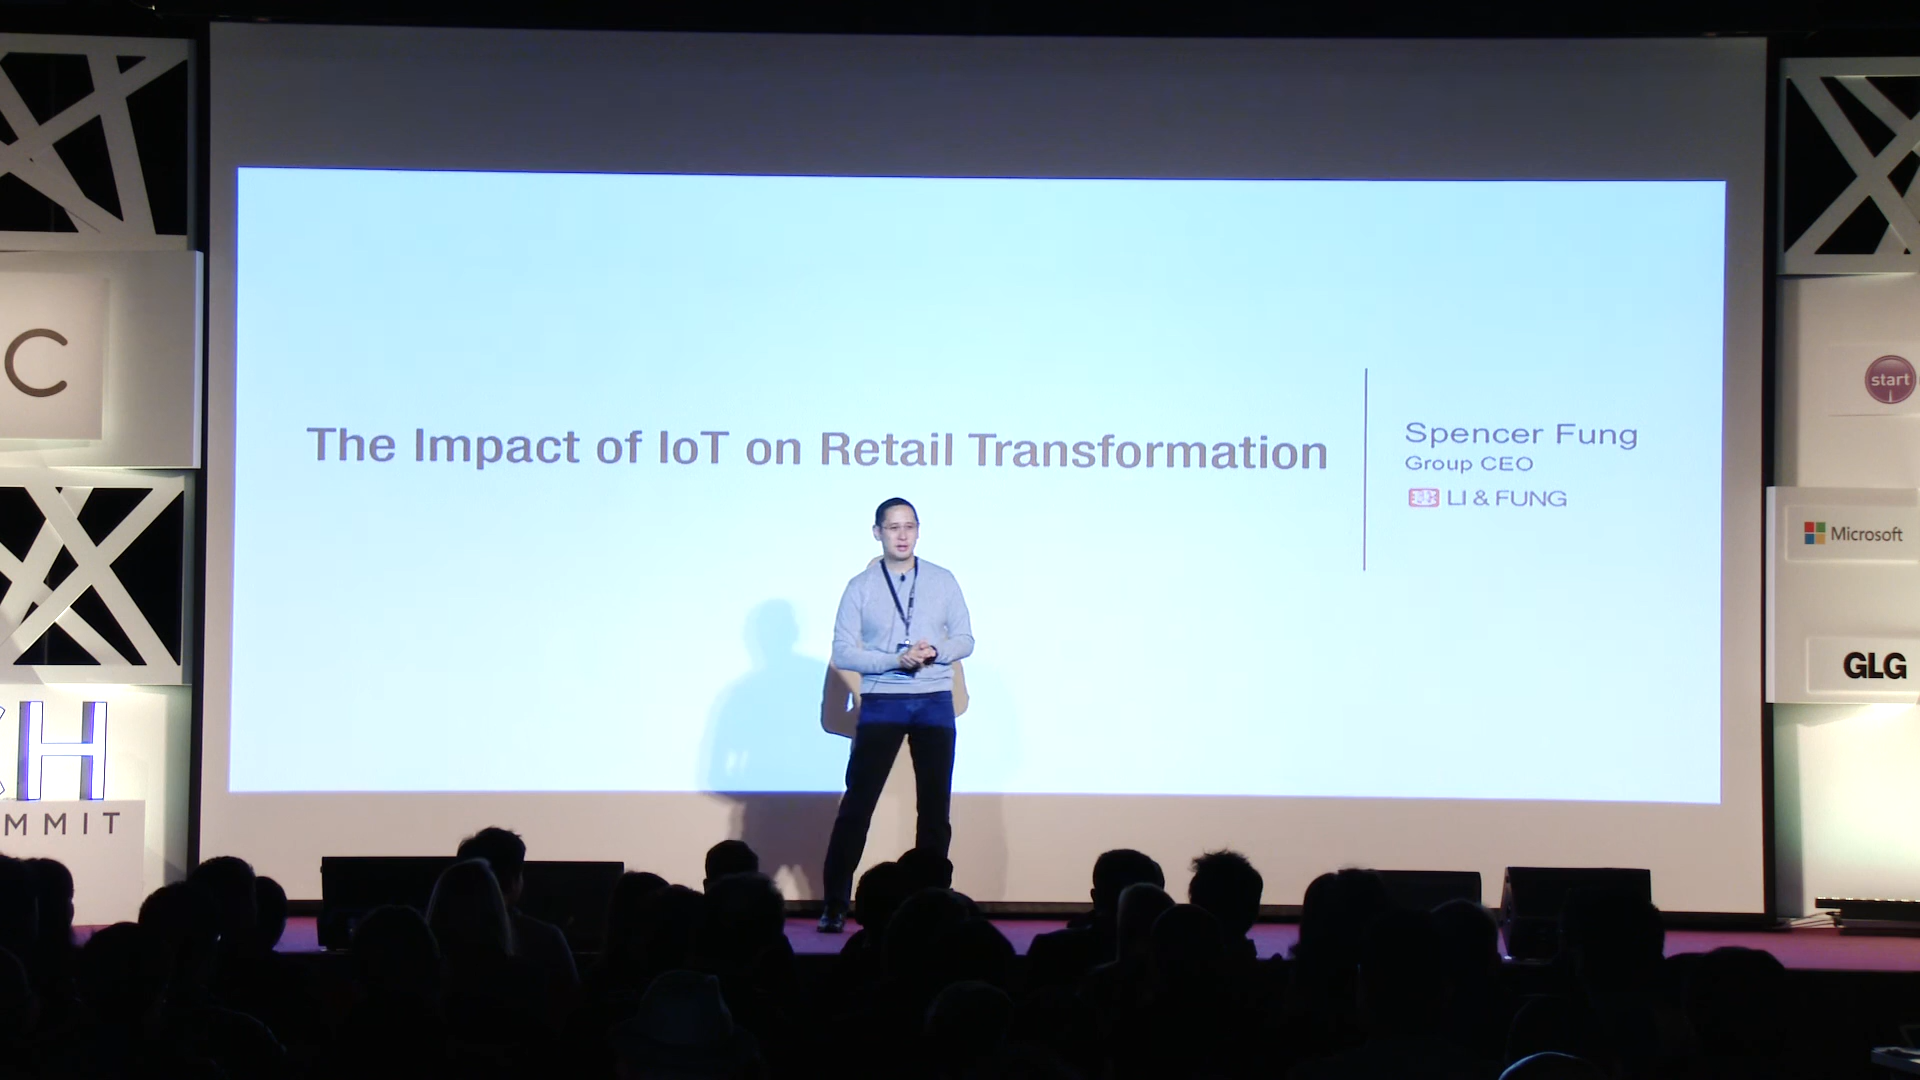 C
The Impact of IoT on Retail Transformation
Spencer Fung
Group CEO
LI & FUNG
start
Microsoft
GLG
H
MMIT